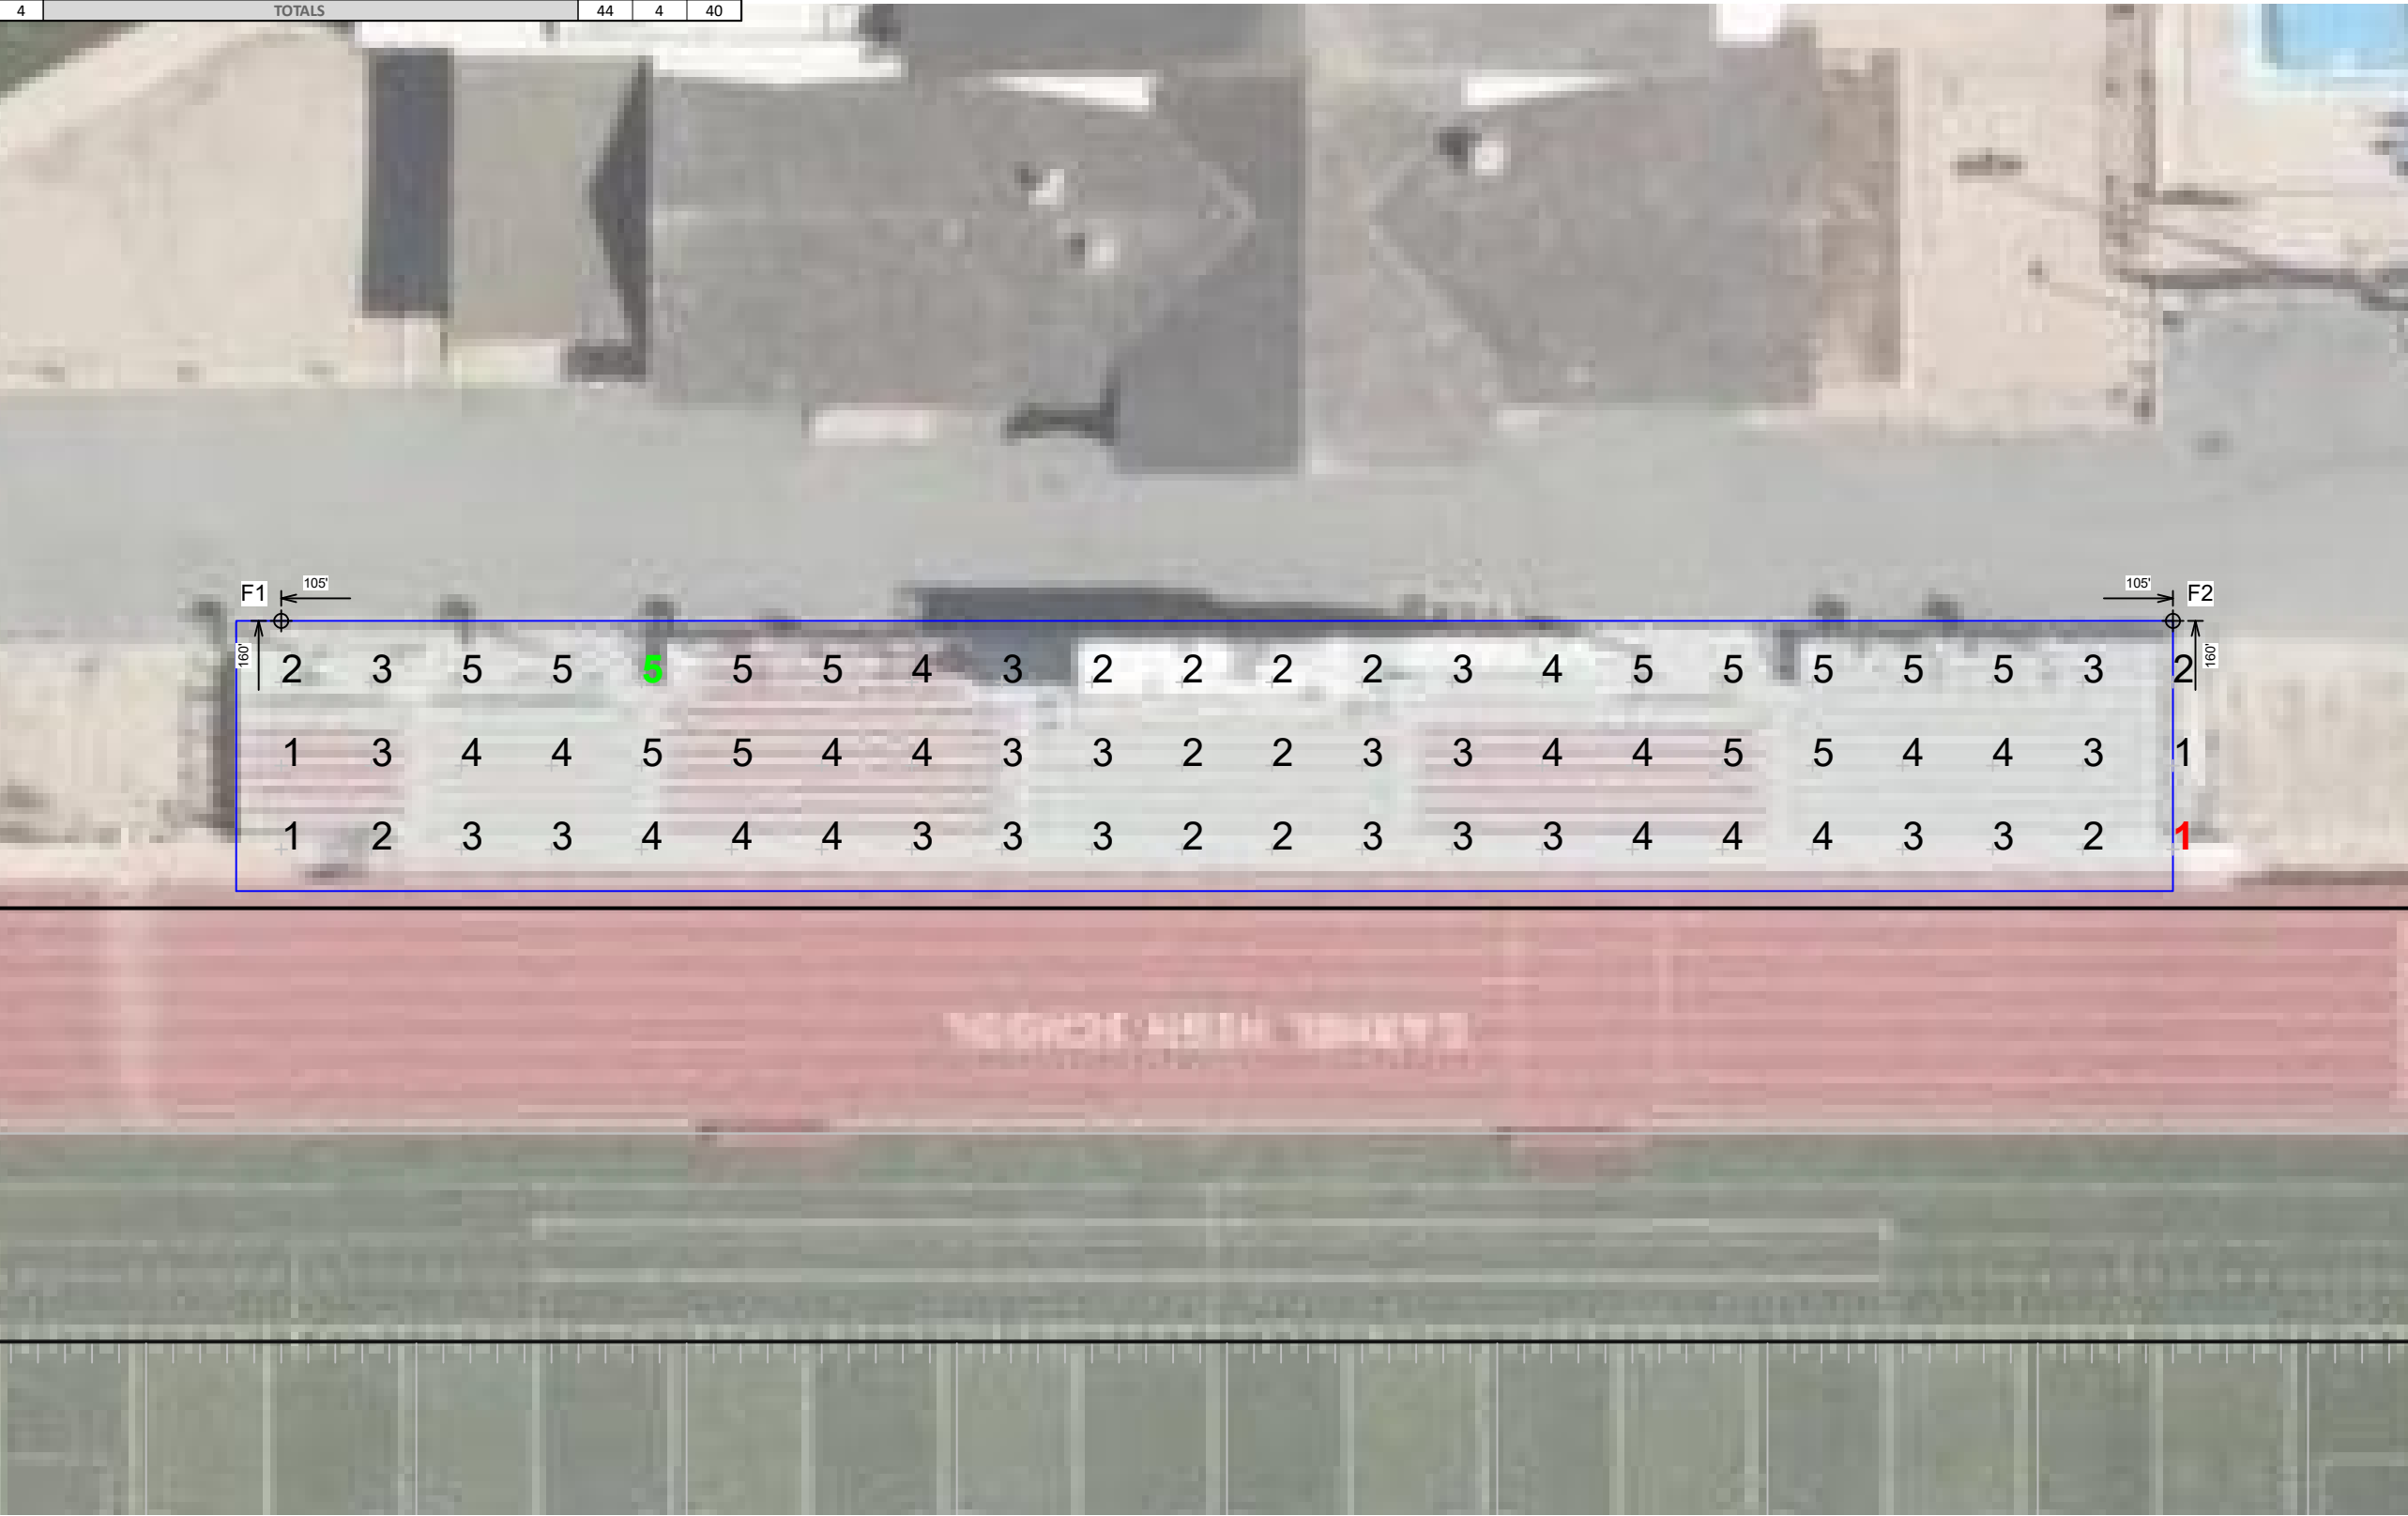 4 TOTALS 44 4 40
F1 105' 105' F2
160' 160'
2 3 5 5 5 5 5 4 3 2 2 2 2 3 4 5 5 5 5 5 3 2
1 3 4 4 5 5 4 4 3 3 2 2 3 3 4 4 5 5 4 4 3 1
1 2 3 3 4 4 4 3 3 3 2 2 3 3 3 4 4 4 3 3 2 1